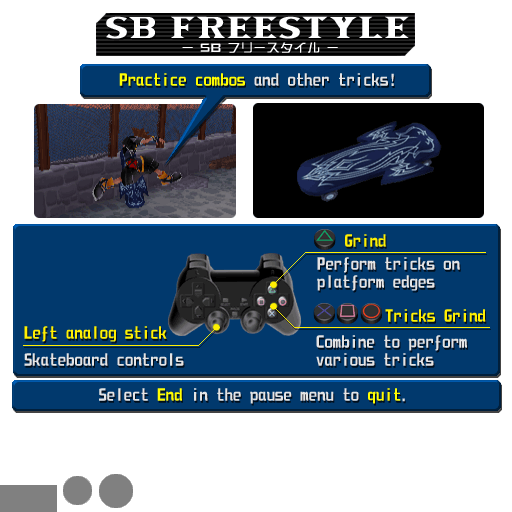 SB FREESTYLE
— SB フリースタイル —
Practice combos and other tricks!
Grind
Perform tricks on
platform edges
Tricks Grind
Combine to perform
various tricks
Left analog stick
Skateboard controls
Select End in the pause menu to quit.